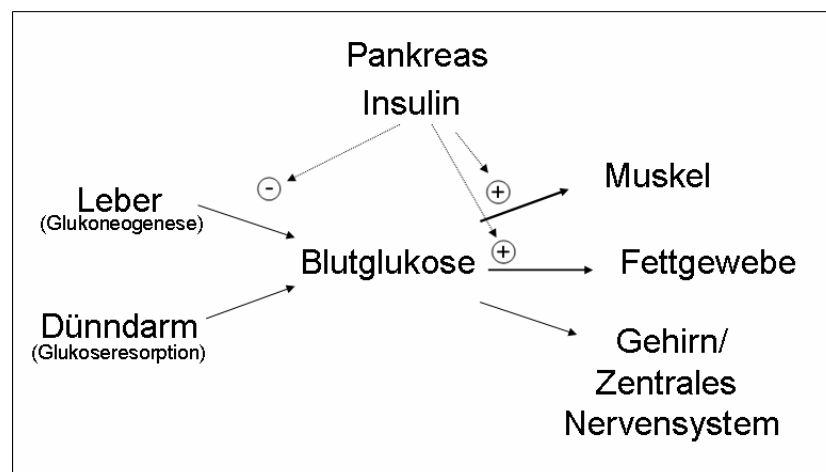 Pankreas
Insulin
-
+
Muskel
Leber
(Glukoneogenese)
+
Blutglukose
Fettgewebe
Dünndarm
(Glukoseresorption)
Gehirn/
Zentrales
Nervensystem